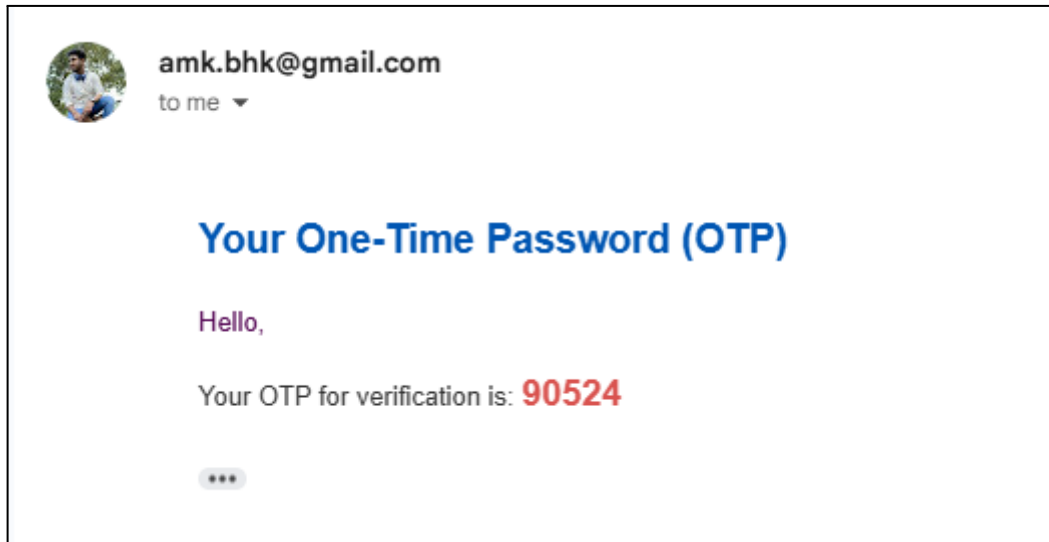 amk.bhk@gmail.com
to me
Your One-Time Password (OTP)
Hello,
Your OTP for verification is: 90524